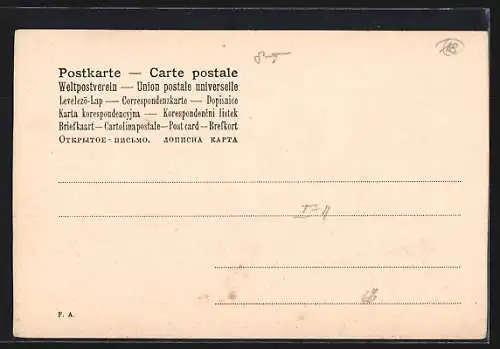 Postkarte — Carte postale
Weltpostverein — Union postale universelle
Levelező-Lap — Correspondenzkarte — Dopisnice
Karta korespondencyjna — Korespondenční lístek
Briefkaart — Cartolina postale — Post card — Brefkort
Открытое - письмо. дописна карта
F. A.